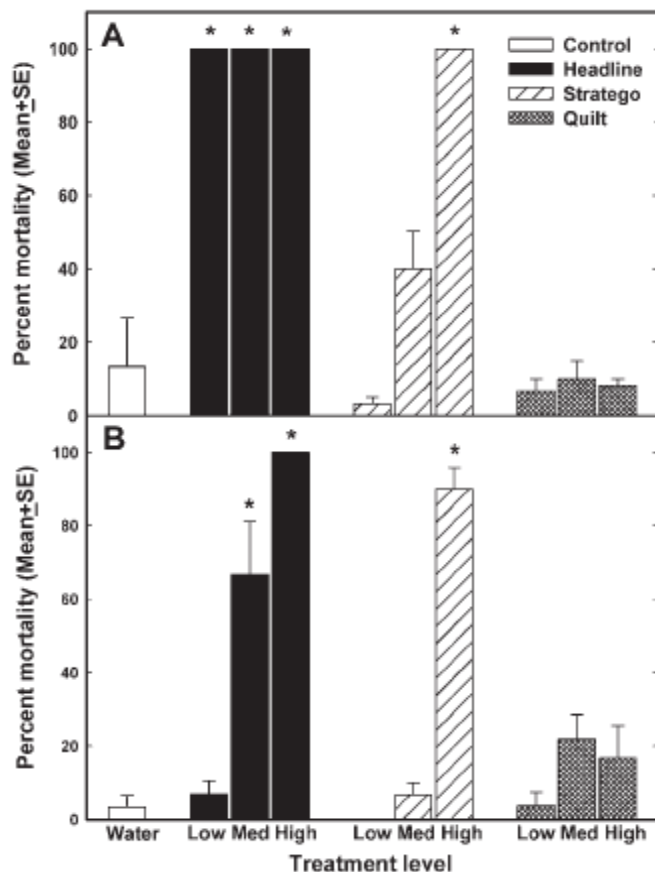 A
* * *
*
Control
Headline
Stratego
Quilt
100
80
60
40
20
0
Percent mortality (Mean±SE)
B
*
*
*
100
80
60
40
20
0
Percent mortality (Mean±SE)
Water Low Med High Low Med High Low Med High
Treatment level